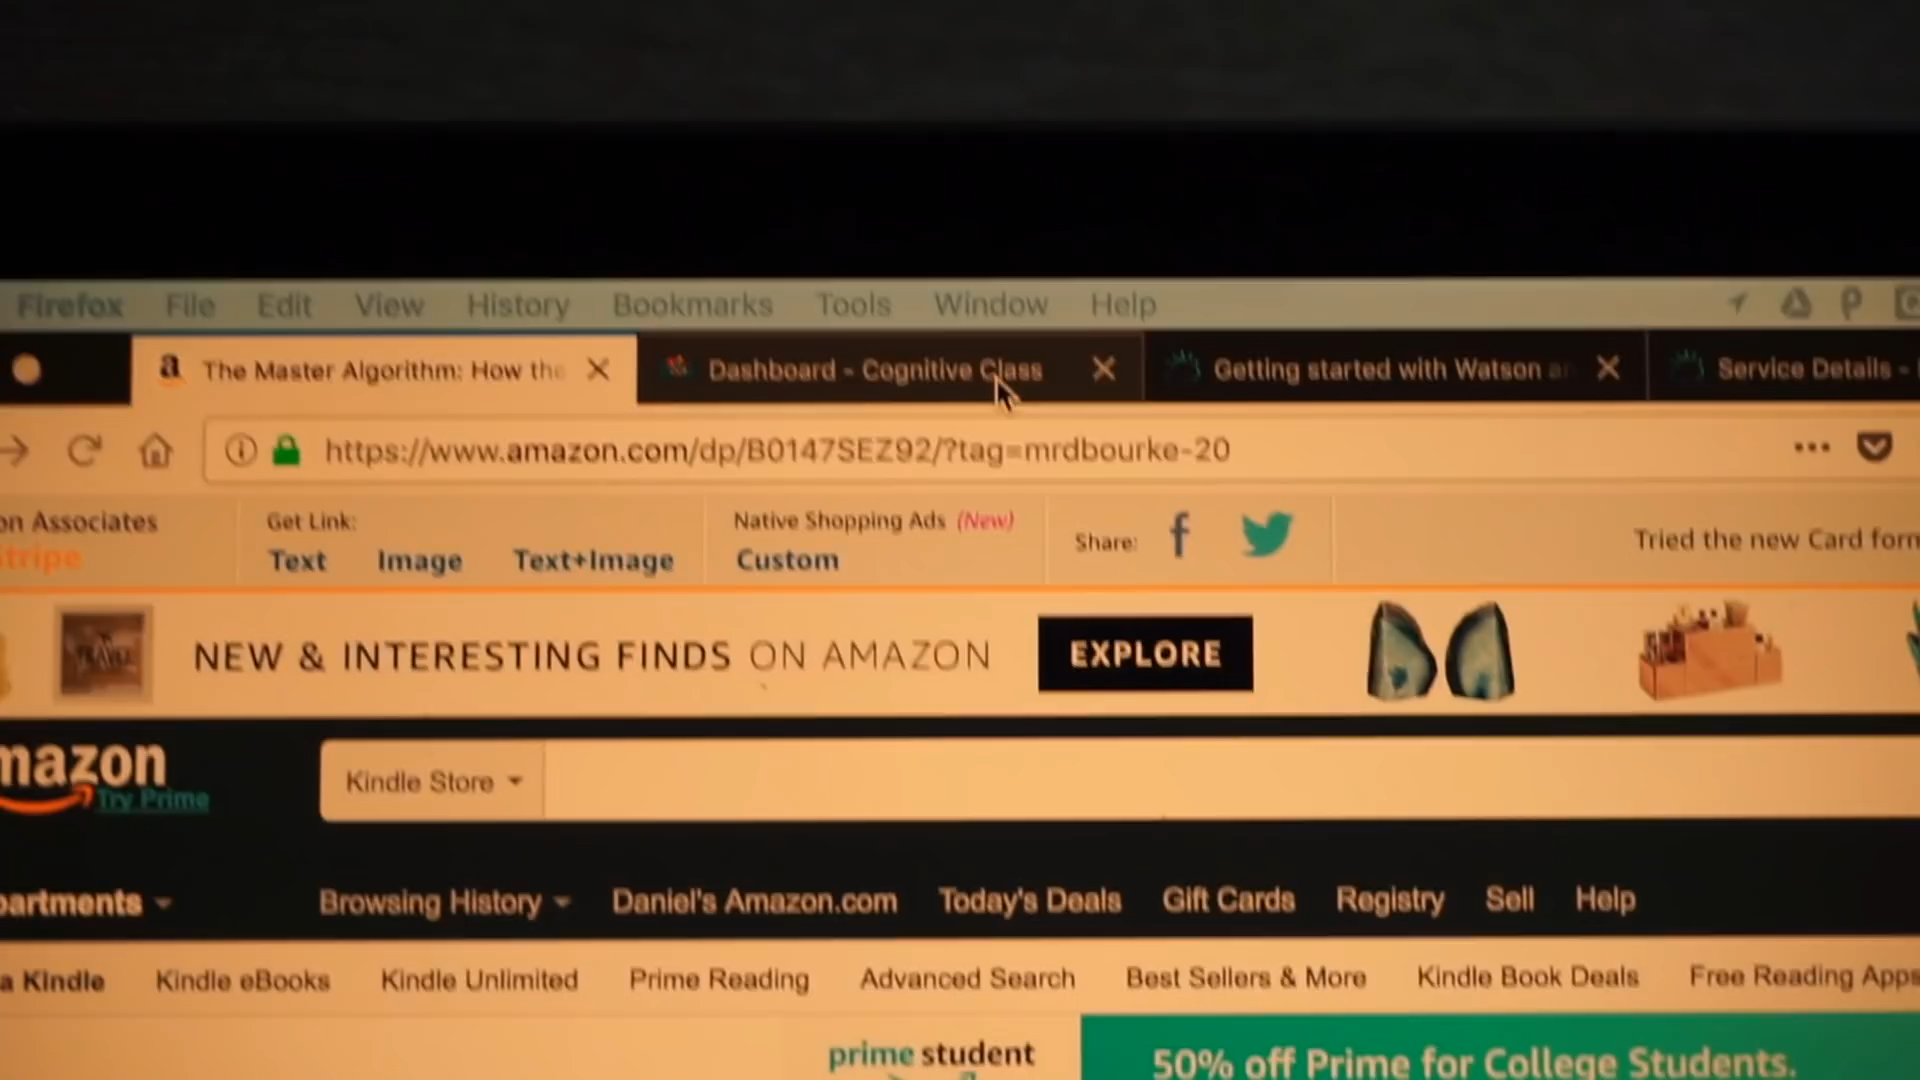 Firefox File Edit View History Bookmarks Tools Window Help
The Master Algorithm: How the Dashboard - Cognitive Class Getting started with Watson Service Details -
https://www.amazon.com/dp/B0147SEZ92/?tag=mrdbourke-20
on Associates Get Link: Native Shopping Ads (New) Share: Tried the new Card form
Stripe Text Image Text+Image Custom
NEW & INTERESTING FINDS ON AMAZON EXPLORE
mazon
Try Prime
Kindle Store
partments Browsing History Daniel's Amazon.com Today's Deals Gift Cards Registry Sell Help
a Kindle Kindle eBooks Kindle Unlimited Prime Reading Advanced Search Best Sellers & More Kindle Book Deals Free Reading Apps
prime student 50% off Prime for College Students.